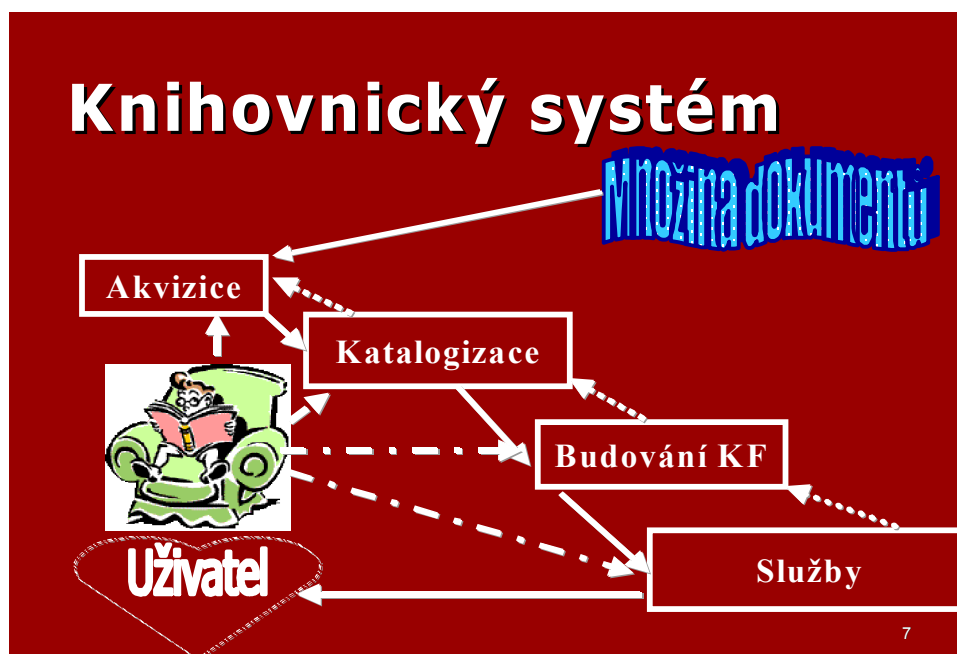 Knihovnický systém
Množina dokumentů
Akvizice
Katalogizace
Budování KF
Uživatel
Služby
7